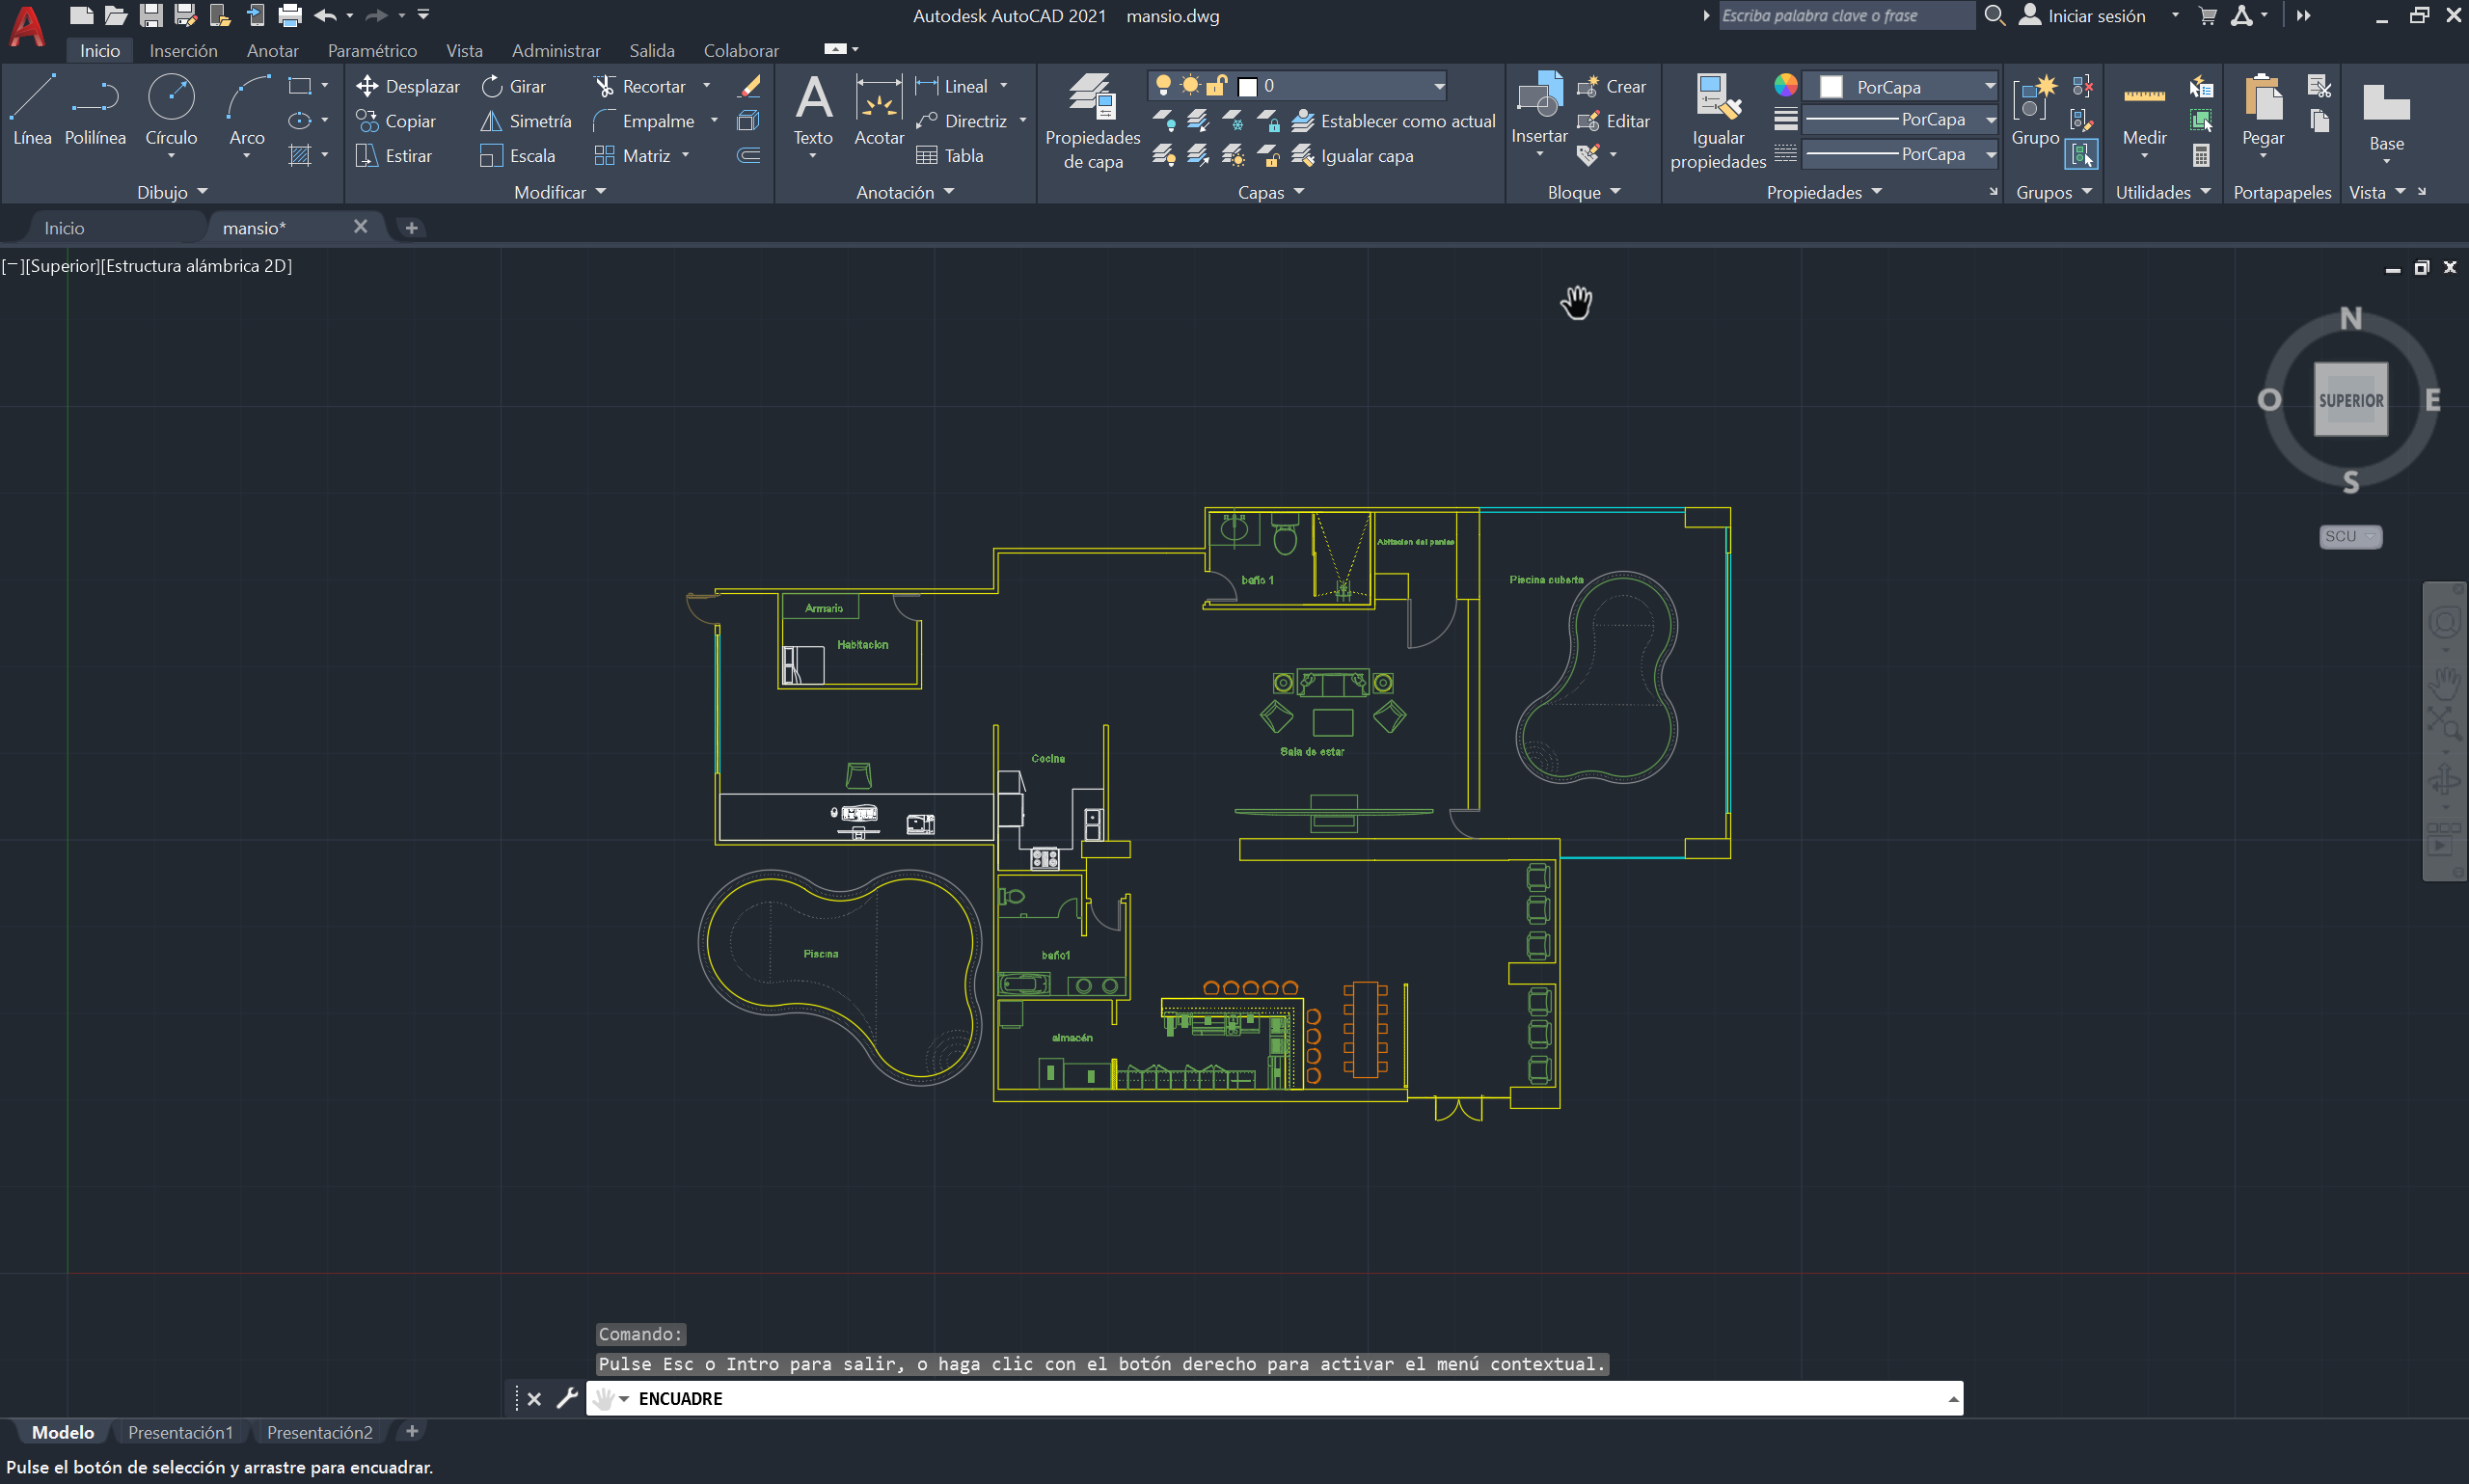 Autodesk AutoCAD 2021 mansio.dwg
Escriba palabra clave o frase
Iniciar sesión
Inicio Inserción Anotar Paramétrico Vista Administrar Salida Colaborar
Línea Polilínea Círculo Arco
Desplazar Girar Recortar
Copiar Simetría Empalme
Estirar Escala Matriz
Texto Acotar
Lineal
Directriz
Tabla
Propiedades de capa
0
Establecer como actual
Igualar capa
Insertar
Crear
Editar
Igualar propiedades
PorCapa
PorCapa
PorCapa
Grupo
Medir
Pegar
Base
Dibujo Modificar Anotación Capas Bloque Propiedades Grupos Utilidades Portapapeles Vista
Inicio mansio*
[−][Superior][Estructura alámbrica 2D]
N
O SUPERIOR E
S
SCU
Abitacion del panico
baño 1
Piscina cuberta
Armario
Habitacion
Sala de estar
Cocina
Piscina
baño1
almacén
Comando:
Pulse Esc o Intro para salir, o haga clic con el botón derecho para activar el menú contextual.
ENCUADRE
Modelo Presentación1 Presentación2
Pulse el botón de selección y arrastre para encuadrar.